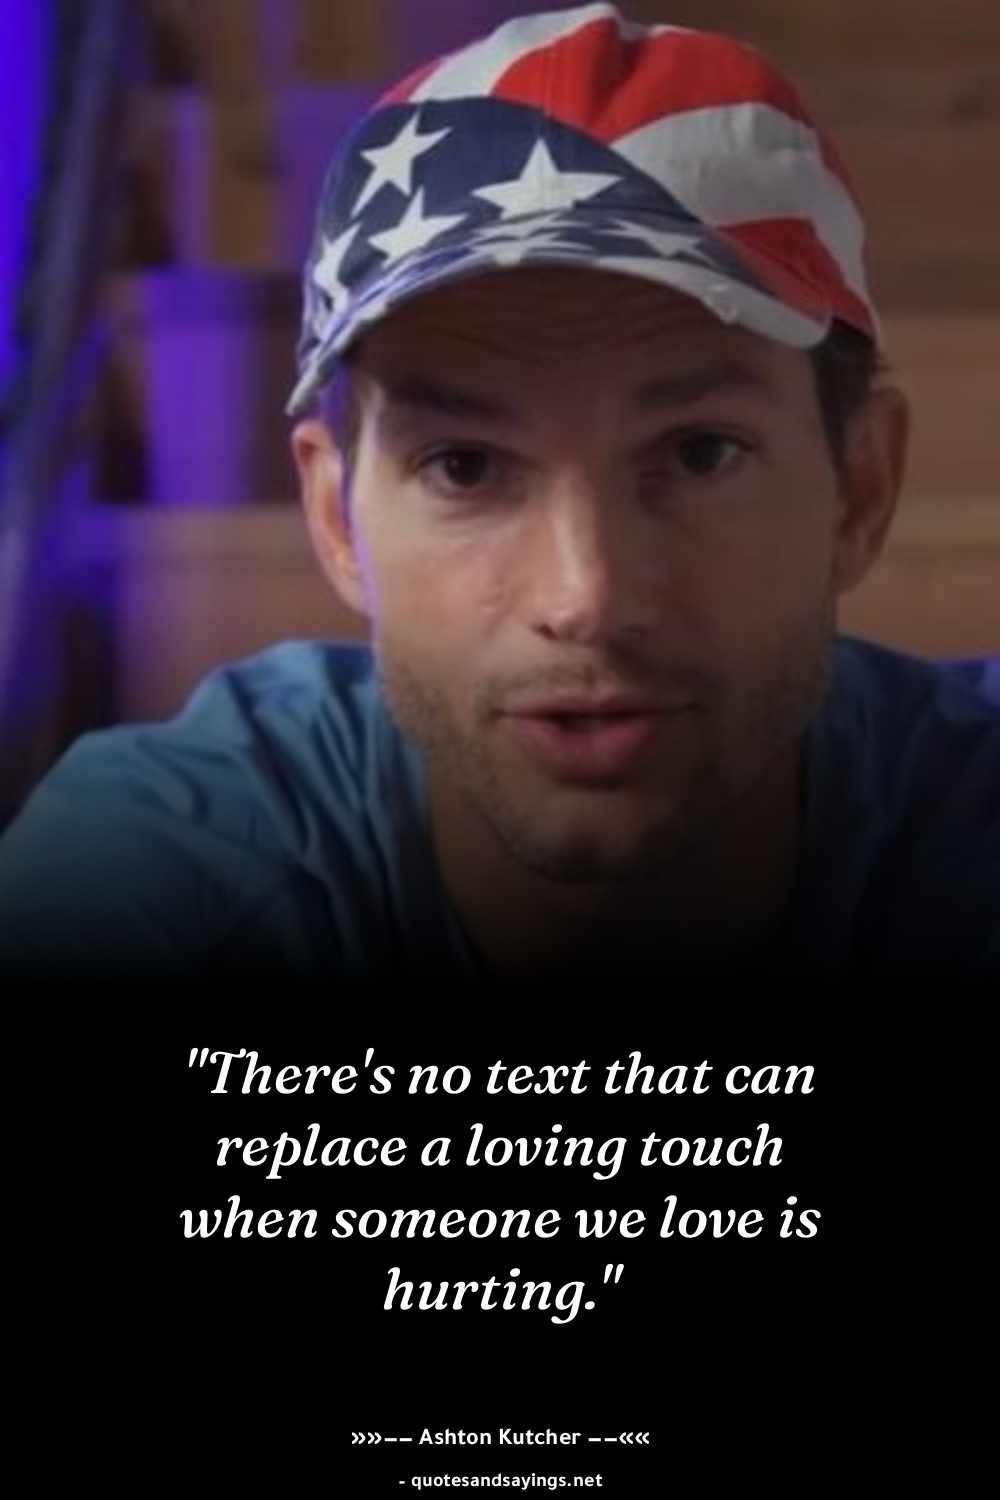 "There's no text that can
replace a loving touch
when someone we love is
hurting."
»»–– Ashton Kutcher ––««
- quotesandsayings.net